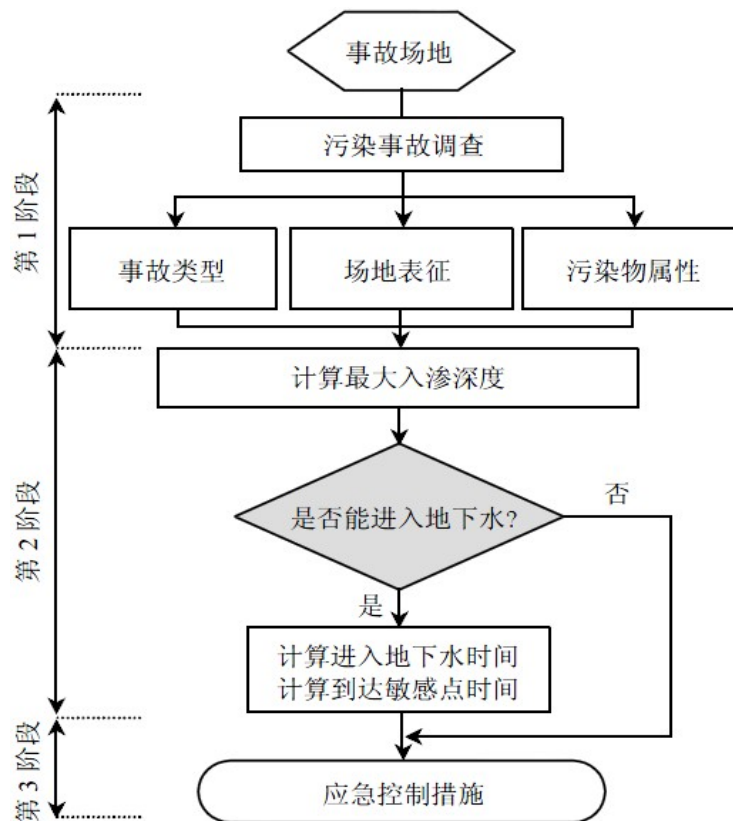 事故场地
第 1 阶段
污染事故调查
事故类型
场地表征
污染物属性
第 2 阶段
计算最大入渗深度
是否能进入地下水?
否
是
计算进入地下水时间
计算到达敏感点时间
第 3 阶段
应急控制措施